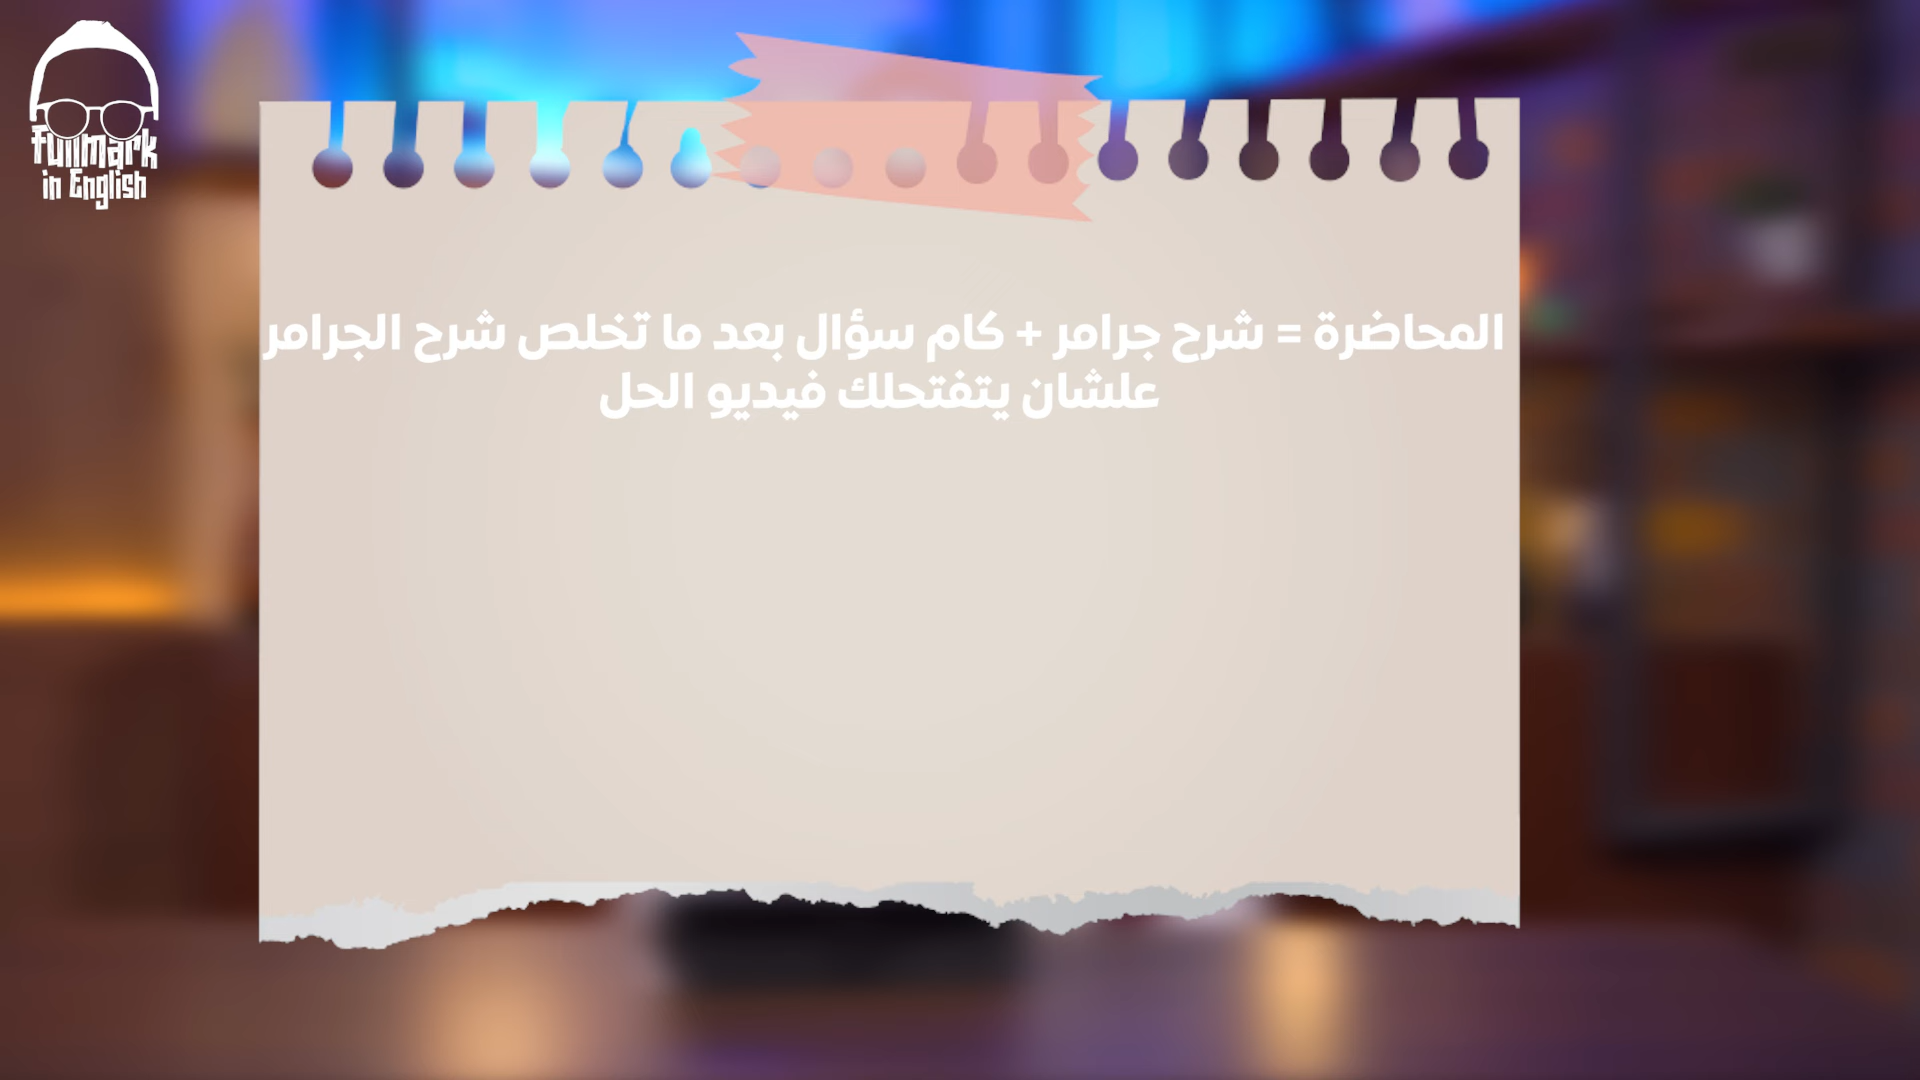 Fullmark
in English
المحاضرة = شرح جرامر + كام سؤال بعد ما تخلص شرح الجرامر
علشان يتفتحلك فيديو الحل